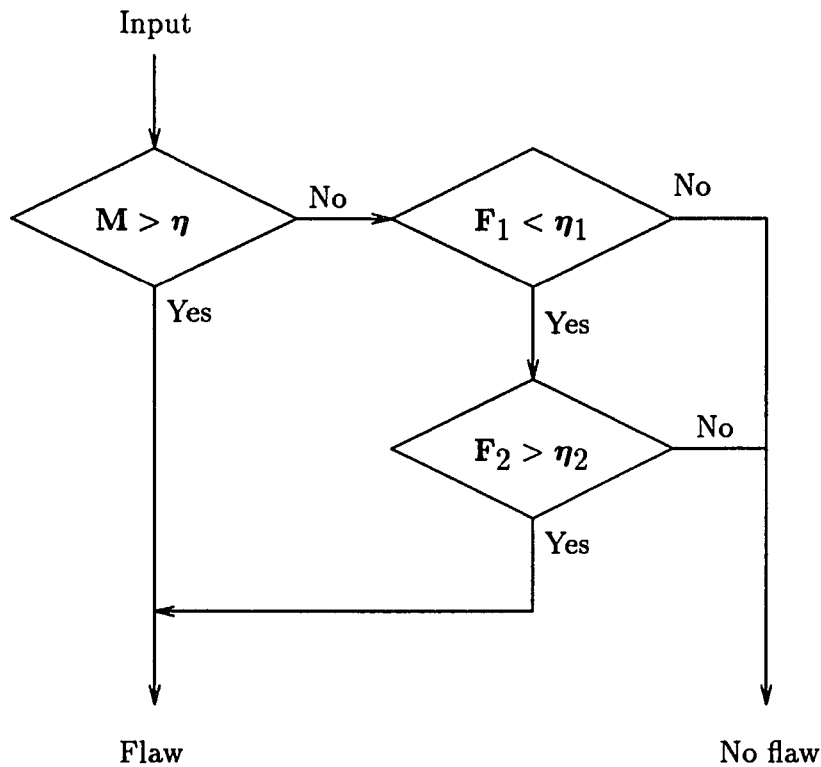 Input
M > η
No
F₁ < η₁
No
Yes
Yes
F₂ > η₂
No
Yes
Flaw
No flaw